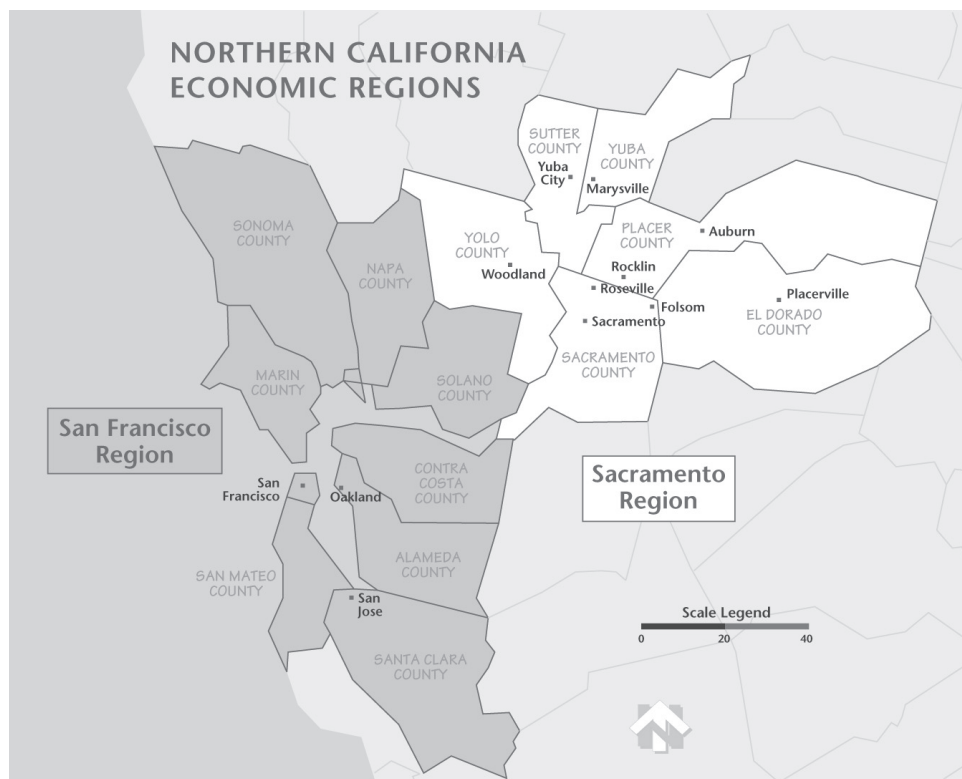 NORTHERN CALIFORNIA
ECONOMIC REGIONS
SUTTER
COUNTY
Yuba
City
YUBA
COUNTY
Marysville
SONOMA
COUNTY
NAPA
COUNTY
YOLO
COUNTY
Woodland
PLACER
COUNTY
Auburn
Rocklin
Roseville
Folsom
Placerville
EL DORADO
COUNTY
Sacramento
SACRAMENTO
COUNTY
MARIN
COUNTY
SOLANO
COUNTY
San Francisco
Region
CONTRA
COSTA
COUNTY
San
Francisco
Oakland
Sacramento
Region
ALAMEDA
COUNTY
SAN MATEO
COUNTY
San
Jose
SANTA CLARA
COUNTY
Scale Legend
0 20 40
N